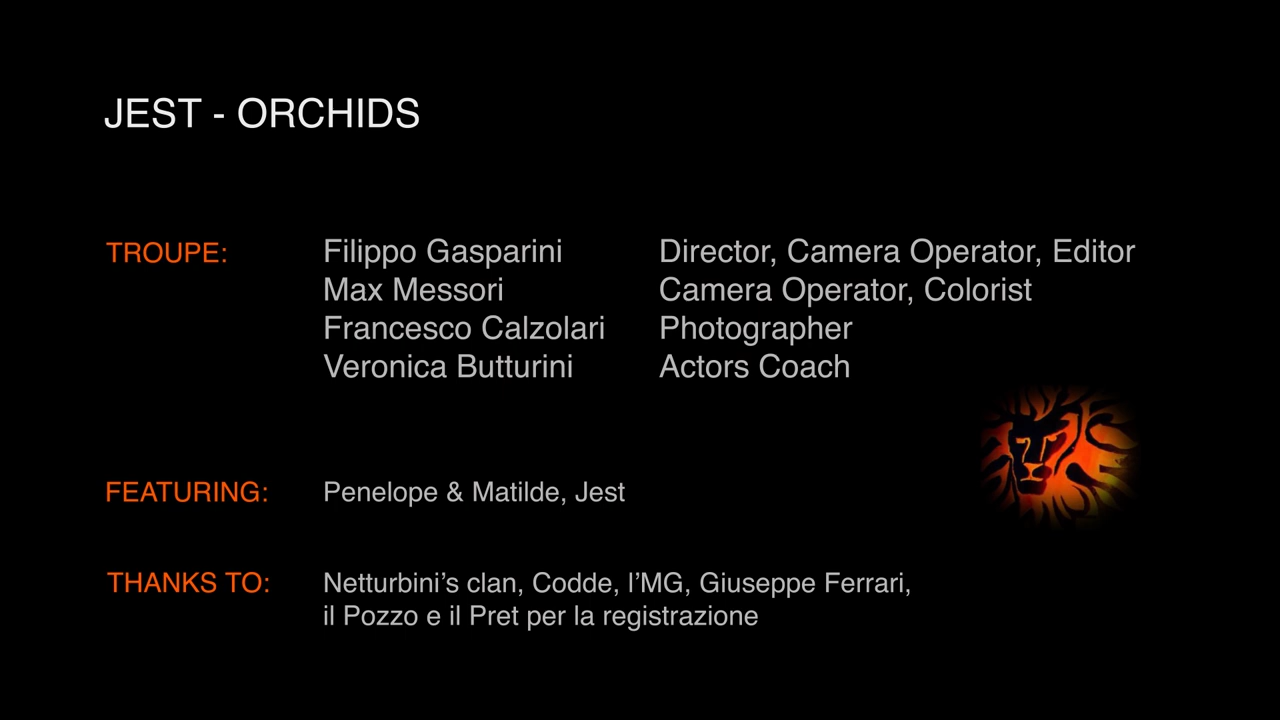 JEST - ORCHIDS
TROUPE: Filippo Gasparini Director, Camera Operator, Editor
Max Messori Camera Operator, Colorist
Francesco Calzolari Photographer
Veronica Butturini Actors Coach
FEATURING: Penelope & Matilde, Jest
THANKS TO: Netturbini’s clan, Codde, l’MG, Giuseppe Ferrari,
il Pozzo e il Pret per la registrazione